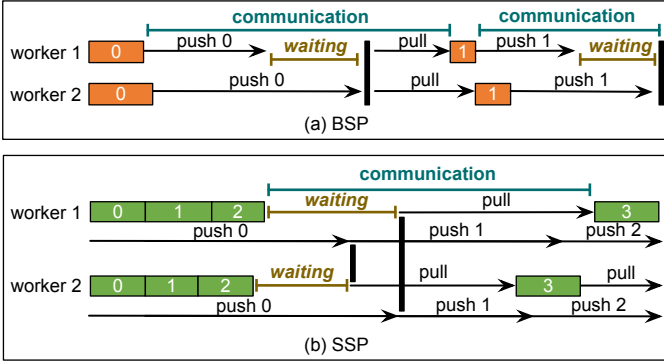 communication communication
worker 1 0 push 0 waiting pull 1 push 1 waiting
worker 2 0 push 0 pull 1 push 1
(a) BSP
communication
worker 1 0 1 2 waiting pull 3
push 0 push 1 push 2
worker 2 0 1 2 waiting pull 3 pull
push 0 push 1 push 2
(b) SSP